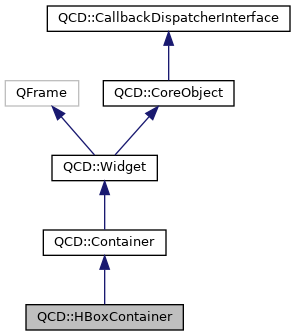 QCD::CallbackDispatcherInterface
QFrame
QCD::CoreObject
QCD::Widget
QCD::Container
QCD::HBoxContainer